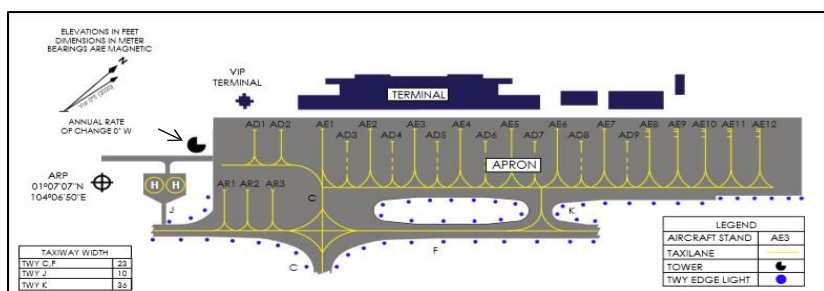 ELEVATIONS IN FEET
DIMENSIONS IN METER
BEARINGS ARE MAGNETIC
N
ANNUAL RATE
OF CHANGE 0° W
VIP
TERMINAL
TERMINAL
AD1 AD2 AE1 AE2 AE3 AE4 AE5 AE6 AE7 AE8 AE9 AE10 AE11 AE12
AD3 AD4 AD5 AD6 AD7 AD8 AD9
APRON
ARP
01°07'07"N
104°06'50"E
H H
AR1 AR2 AR3
C
J
K
F
C
TAXIWAY WIDTH
TWY C,F 23
TWY J 10
TWY K 36
LEGEND
AIRCRAFT STAND AE3
TAXILANE
TOWER
TWY EDGE LIGHT